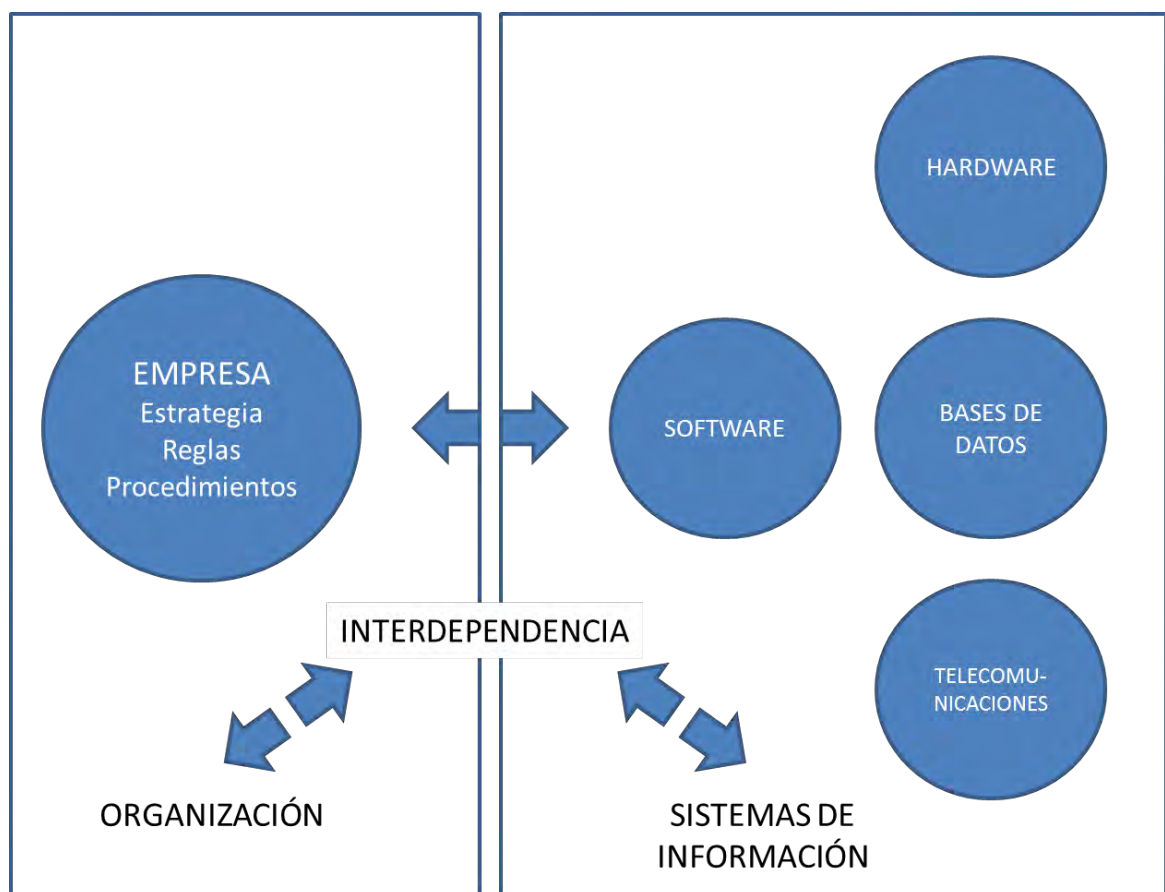 EMPRESA
Estrategia
Reglas
Procedimientos
HARDWARE
SOFTWARE
BASES DE
DATOS
TELECOMU-
NICACIONES
INTERDEPENDENCIA
ORGANIZACIÓN
SISTEMAS DE
INFORMACIÓN